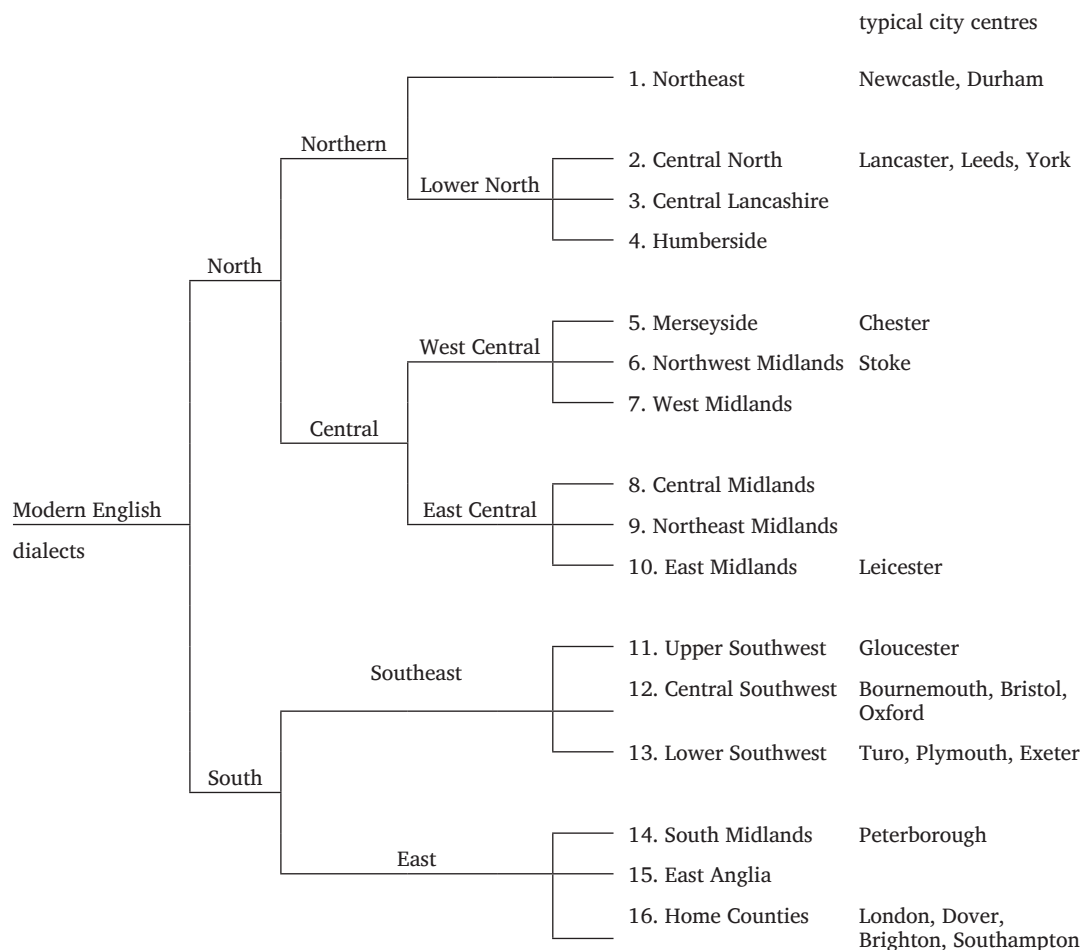 typical city centres
1. Northeast Newcastle, Durham
Northern
2. Central North Lancaster, Leeds, York
Lower North
3. Central Lancashire
4. Humberside
North
5. Merseyside Chester
West Central
6. Northwest Midlands Stoke
7. West Midlands
Central
8. Central Midlands
Modern English
East Central
9. Northeast Midlands
dialects
10. East Midlands Leicester
11. Upper Southwest Gloucester
Southeast
12. Central Southwest Bournemouth, Bristol,
Oxford
13. Lower Southwest Turo, Plymouth, Exeter
South
14. South Midlands Peterborough
East
15. East Anglia
16. Home Counties London, Dover,
Brighton, Southampton